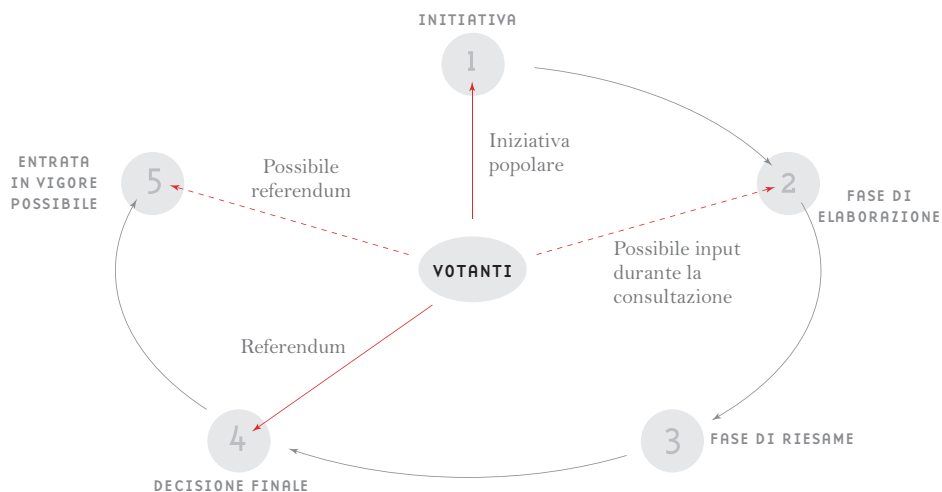 INITIATIVA
1
Iniziativa
popolare
Possibile
referendum
ENTRATA
IN VIGORE
POSSIBILE
5
2
FASE DI
ELABORAZIONE
VOTANTI
Possibile input
durante la
consultazione
Referendum
4
DECISIONE FINALE
3
FASE DI RIESAME